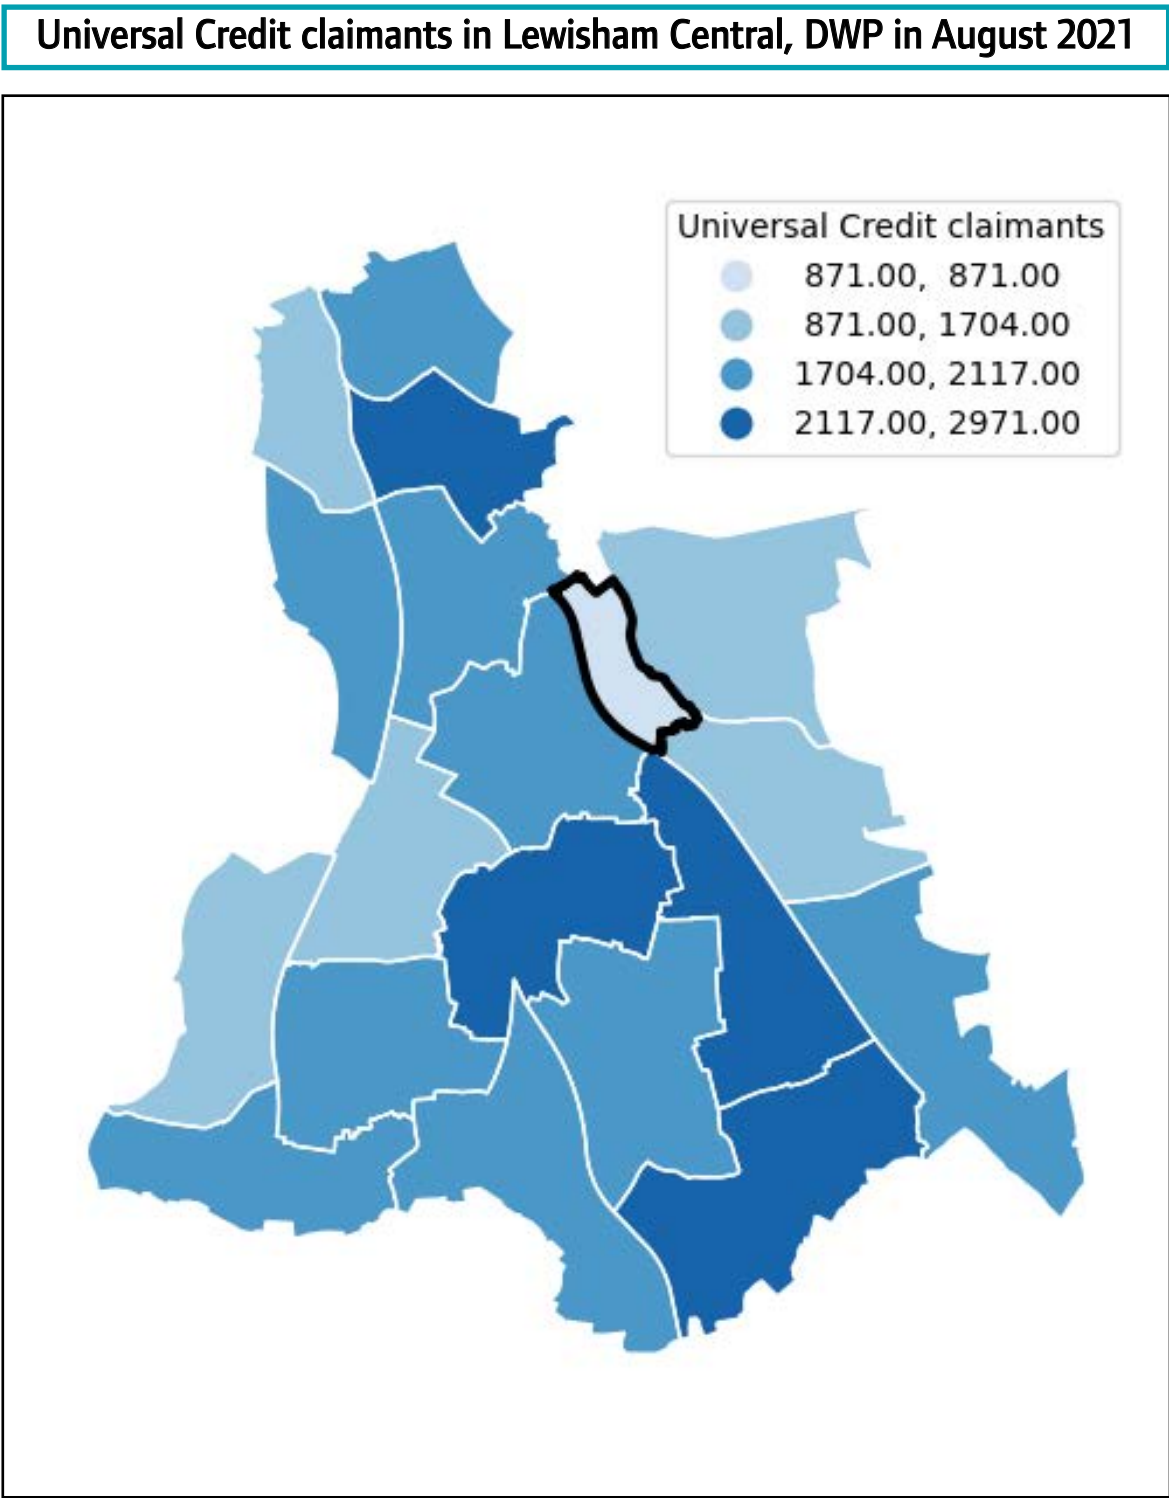 Universal Credit claimants in Lewisham Central, DWP in August 2021
Universal Credit claimants
871.00, 871.00
871.00, 1704.00
1704.00, 2117.00
2117.00, 2971.00